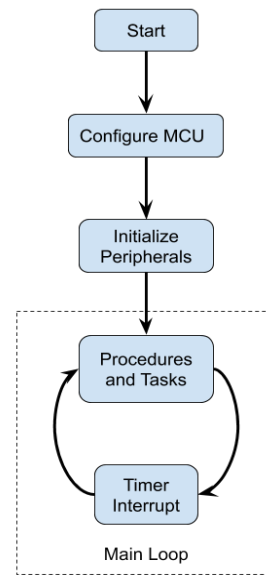 Start
Configure MCU
Initialize
Peripherals
Procedures
and Tasks
Timer
Interrupt
Main Loop